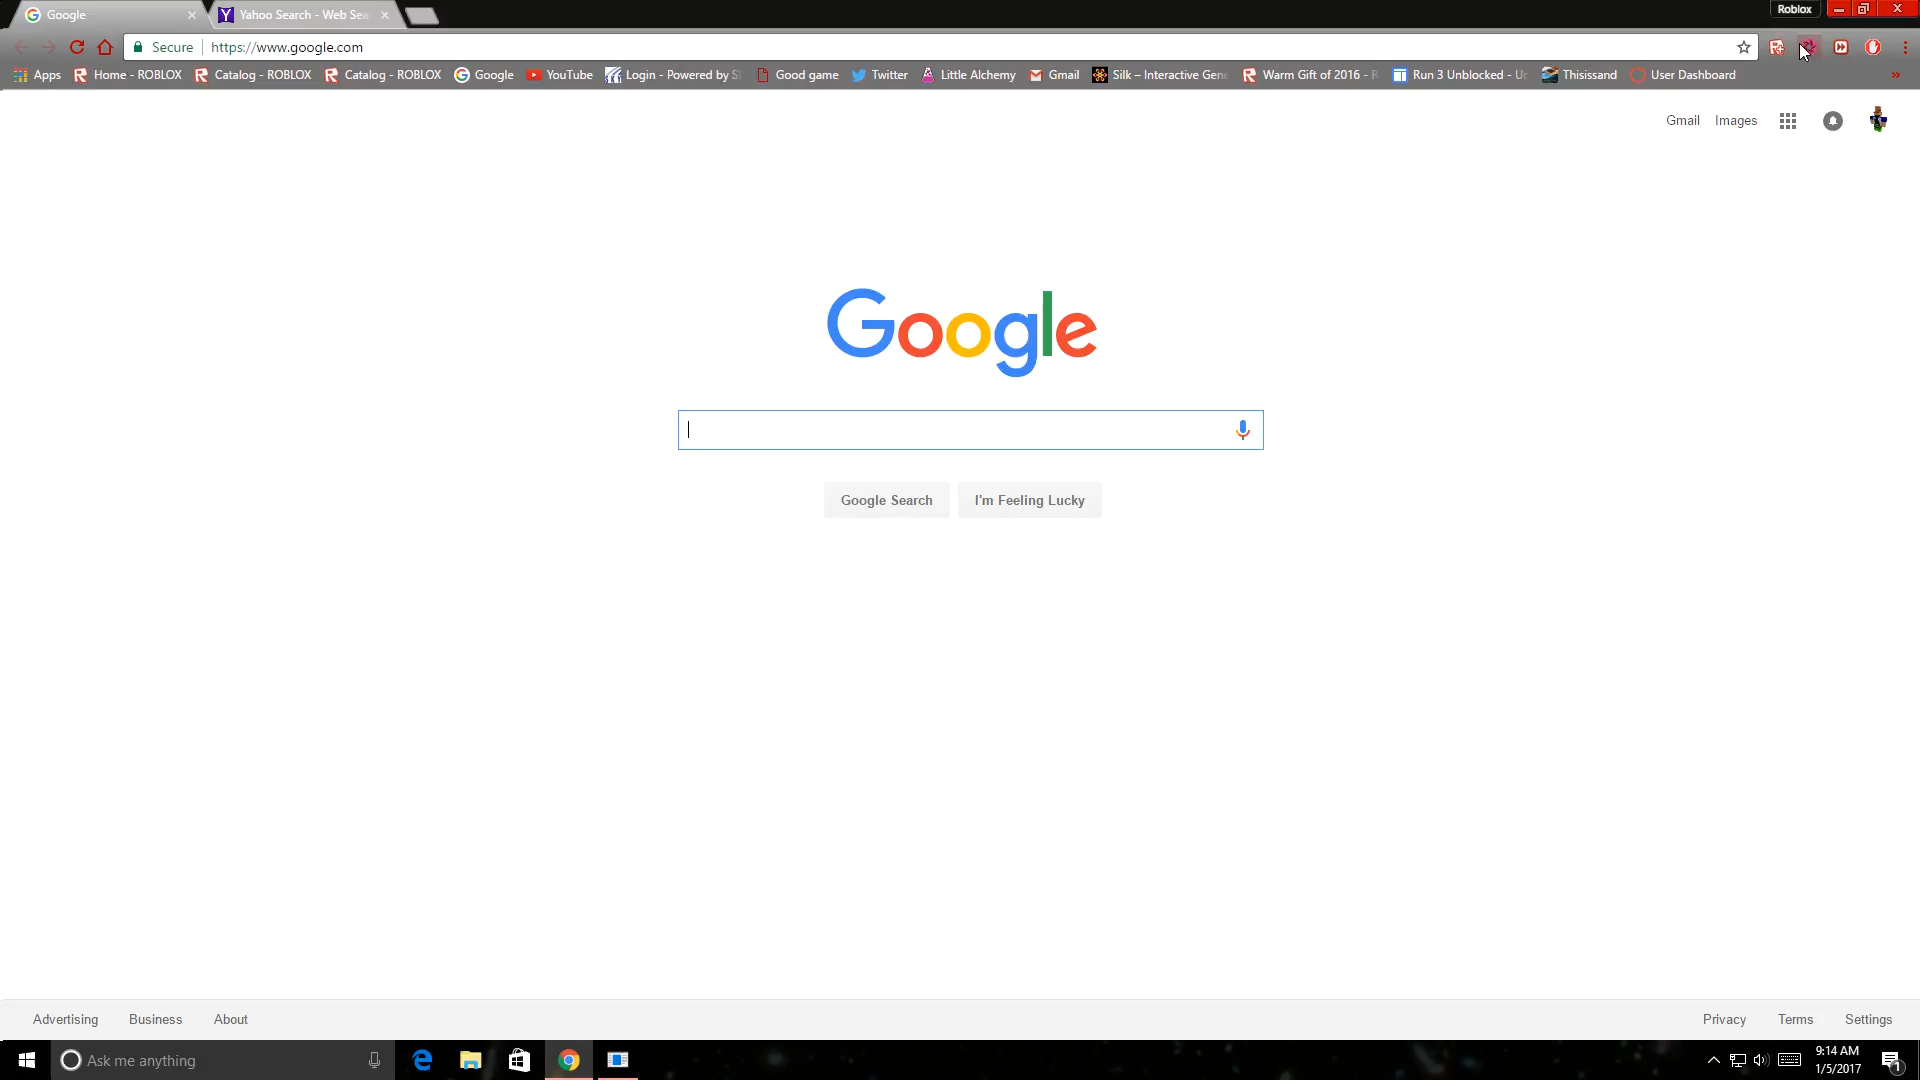 Google
Yahoo Search - Web Sea
Roblox
Secure
https://www.google.com
Apps
Home - ROBLOX
Catalog - ROBLOX
Catalog - ROBLOX
Google
YouTube
Login - Powered by S
Good game
Twitter
Little Alchemy
Gmail
Silk – Interactive Gene
Warm Gift of 2016 - R
Run 3 Unblocked - Un
Thisissand
User Dashboard
»
Gmail
Images
Google
Google Search
I'm Feeling Lucky
Advertising
Business
About
Privacy
Terms
Settings
Ask me anything
9:14 AM
1/5/2017
1